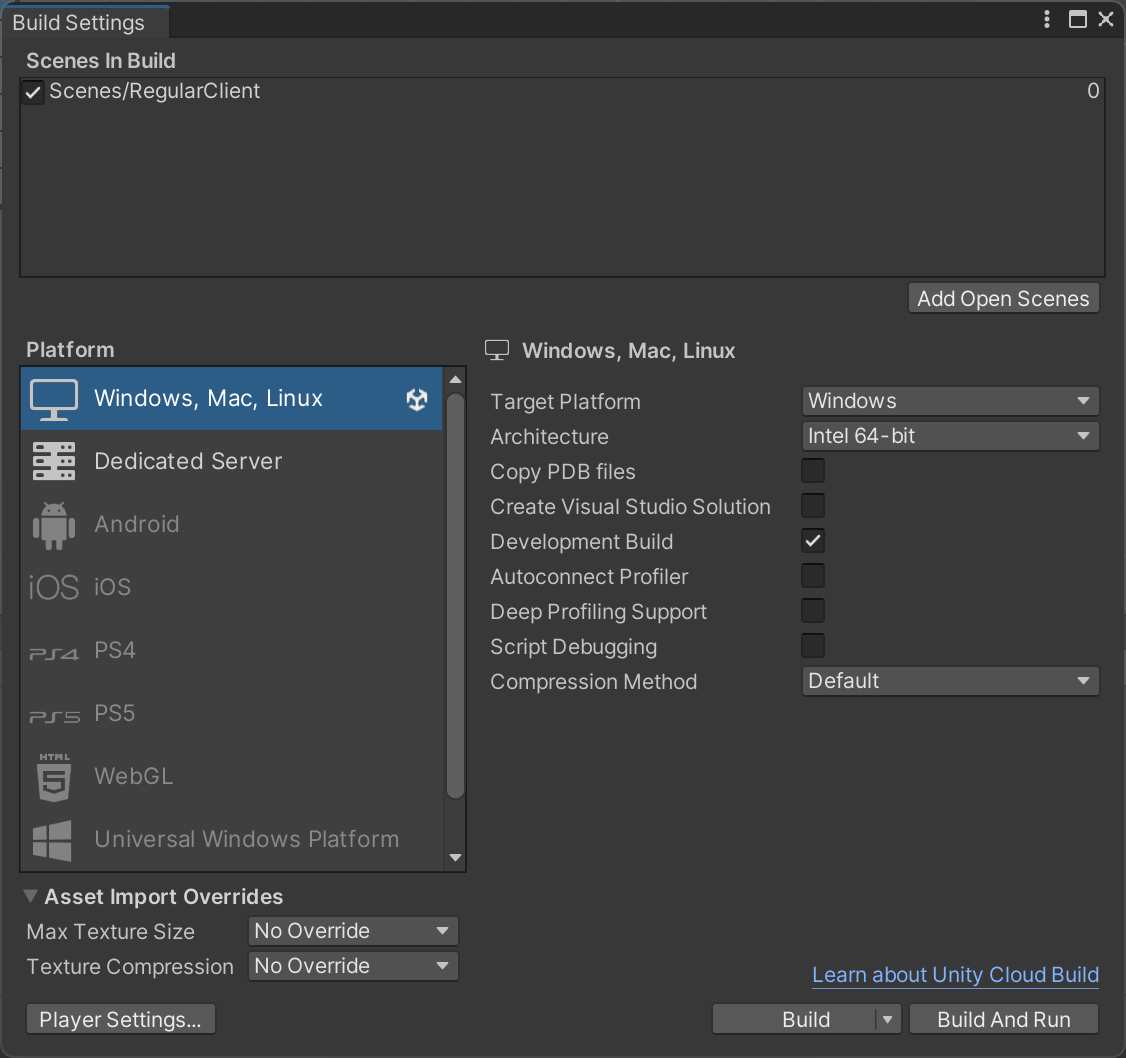 Build Settings
Scenes In Build
Scenes/RegularClient 0
Add Open Scenes
Platform
Windows, Mac, Linux
Dedicated Server
Android
iOS iOS
PS4 PS4
PS5 PS5
HTML 5 WebGL
Universal Windows Platform
Windows, Mac, Linux
Target Platform Windows
Architecture Intel 64-bit
Copy PDB files
Create Visual Studio Solution
Development Build
Autoconnect Profiler
Deep Profiling Support
Script Debugging
Compression Method Default
Asset Import Overrides
Max Texture Size No Override
Texture Compression No Override
Learn about Unity Cloud Build
Player Settings... Build Build And Run